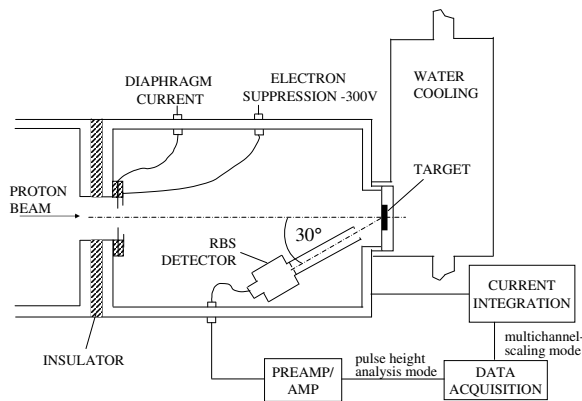 DIAPHRAGM
CURRENT
ELECTRON
SUPPRESSION -300V
WATER
COOLING
TARGET
PROTON
BEAM
30°
RBS
DETECTOR
INSULATOR
CURRENT
INTEGRATION
multichannel-
scaling mode
pulse height
analysis mode
PREAMP/
AMP
DATA
ACQUISITION